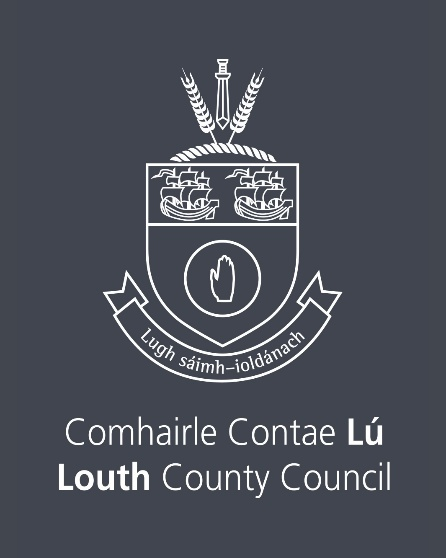 Lugh sáimh–ioldánach
Comhairle Contae Lú
Louth County Council